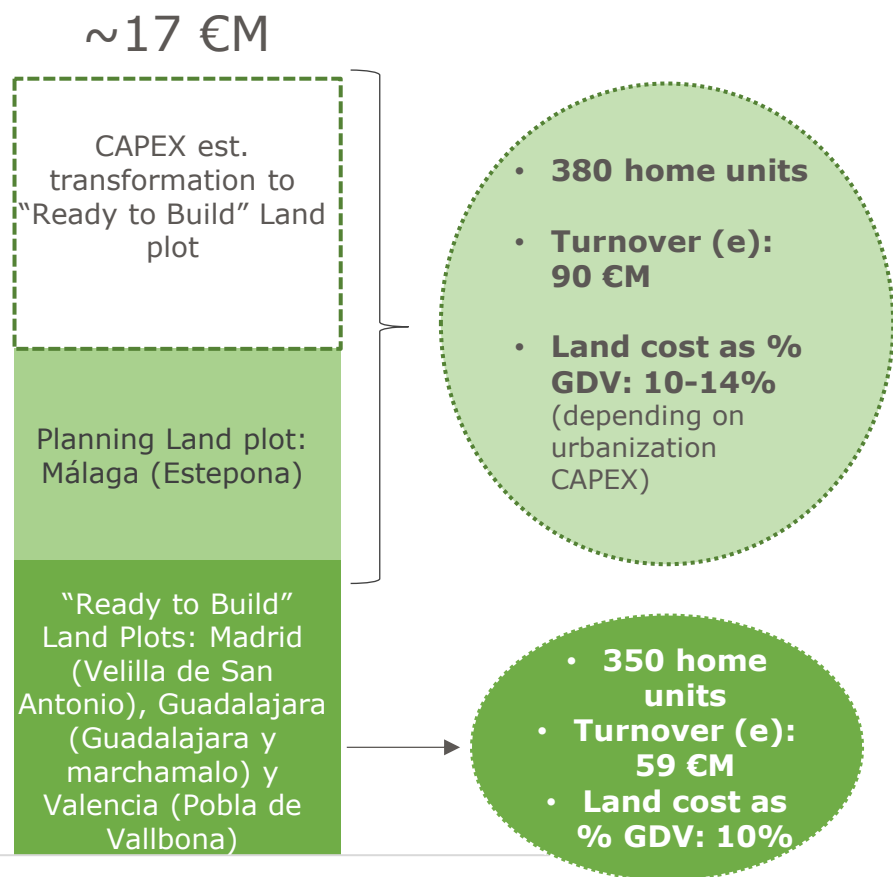 ~17 €M
CAPEX est.
transformation to
“Ready to Build” Land
plot
Planning Land plot:
Málaga (Estepona)
“Ready to Build”
Land Plots: Madrid
(Velilla de San
Antonio), Guadalajara
(Guadalajara y
marchamalo) y
Valencia (Pobla de
Vallbona)
• 380 home units
• Turnover (e):
90 €M
• Land cost as %
GDV: 10-14%
(depending on
urbanization
CAPEX)
• 350 home
units
• Turnover (e):
59 €M
• Land cost as
% GDV: 10%